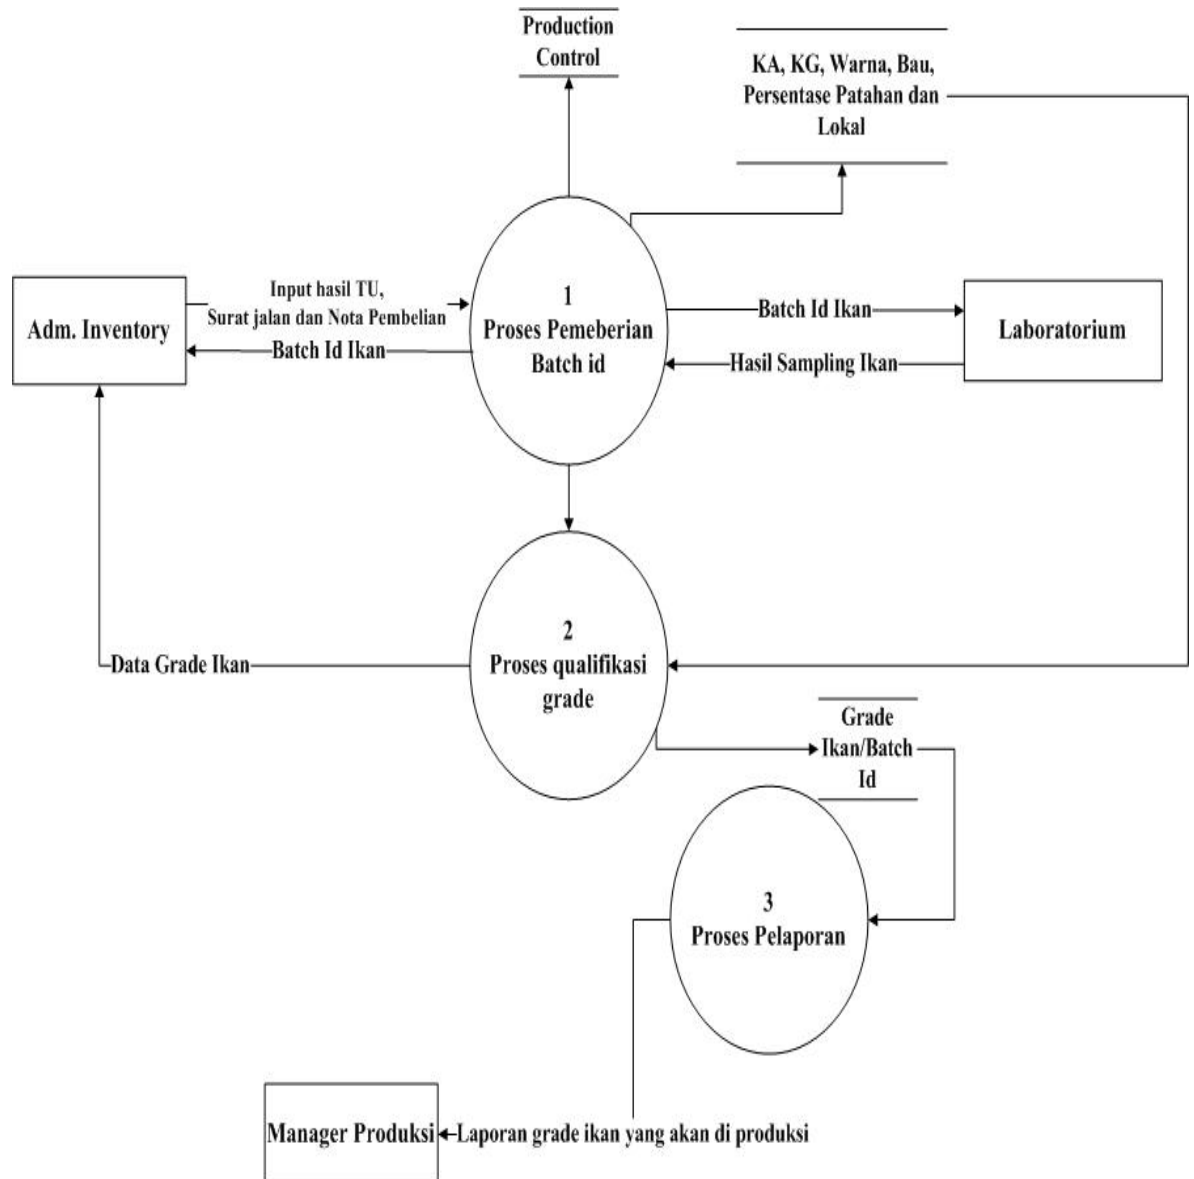 Production
Control
KA, KG, Warna, Bau,
Persentase Patahan dan
Lokal
Adm. Inventory
Input hasil TU,
Surat jalan dan Nota Pembelian
Batch Id Ikan
1
Proses Pemeberian
Batch id
Batch Id Ikan
Hasil Sampling Ikan
Laboratorium
2
Proses qualifikasi
grade
Data Grade Ikan
Grade
Ikan/Batch
Id
3
Proses Pelaporan
Manager Produksi
Laporan grade ikan yang akan di produksi